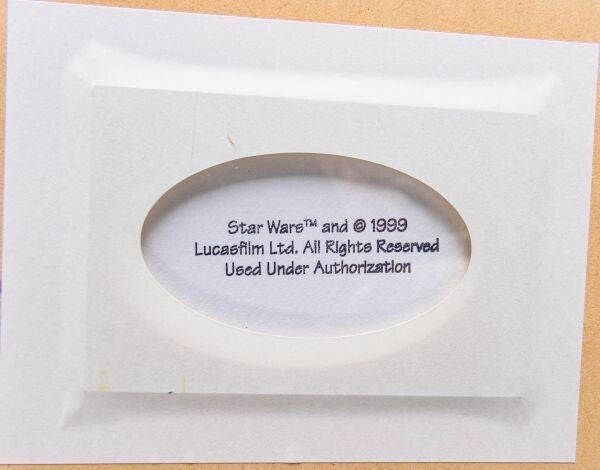 Star Wars™ and © 1999
Lucasfilm Ltd. All Rights Reserved
Used Under Authorization